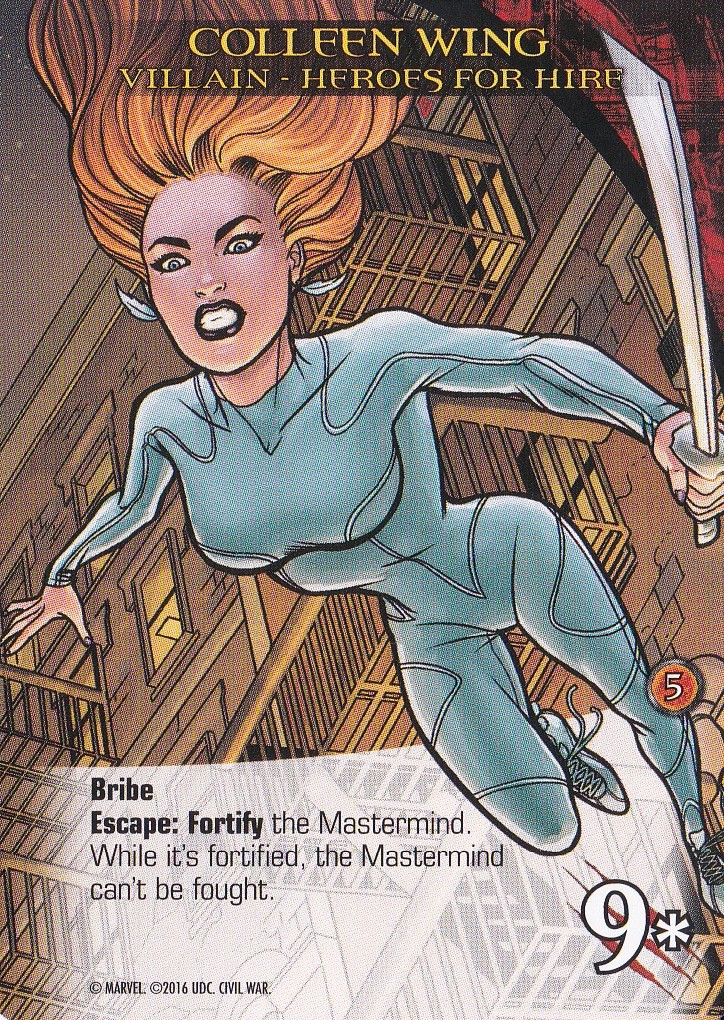 COLLEEN WING
VILLAIN - HEROES FOR HIRE
5
Bribe
Escape: Fortify the Mastermind.
While it's fortified, the Mastermind
can't be fought.
9*
© MARVEL. ©2016 UDC. CIVIL WAR.